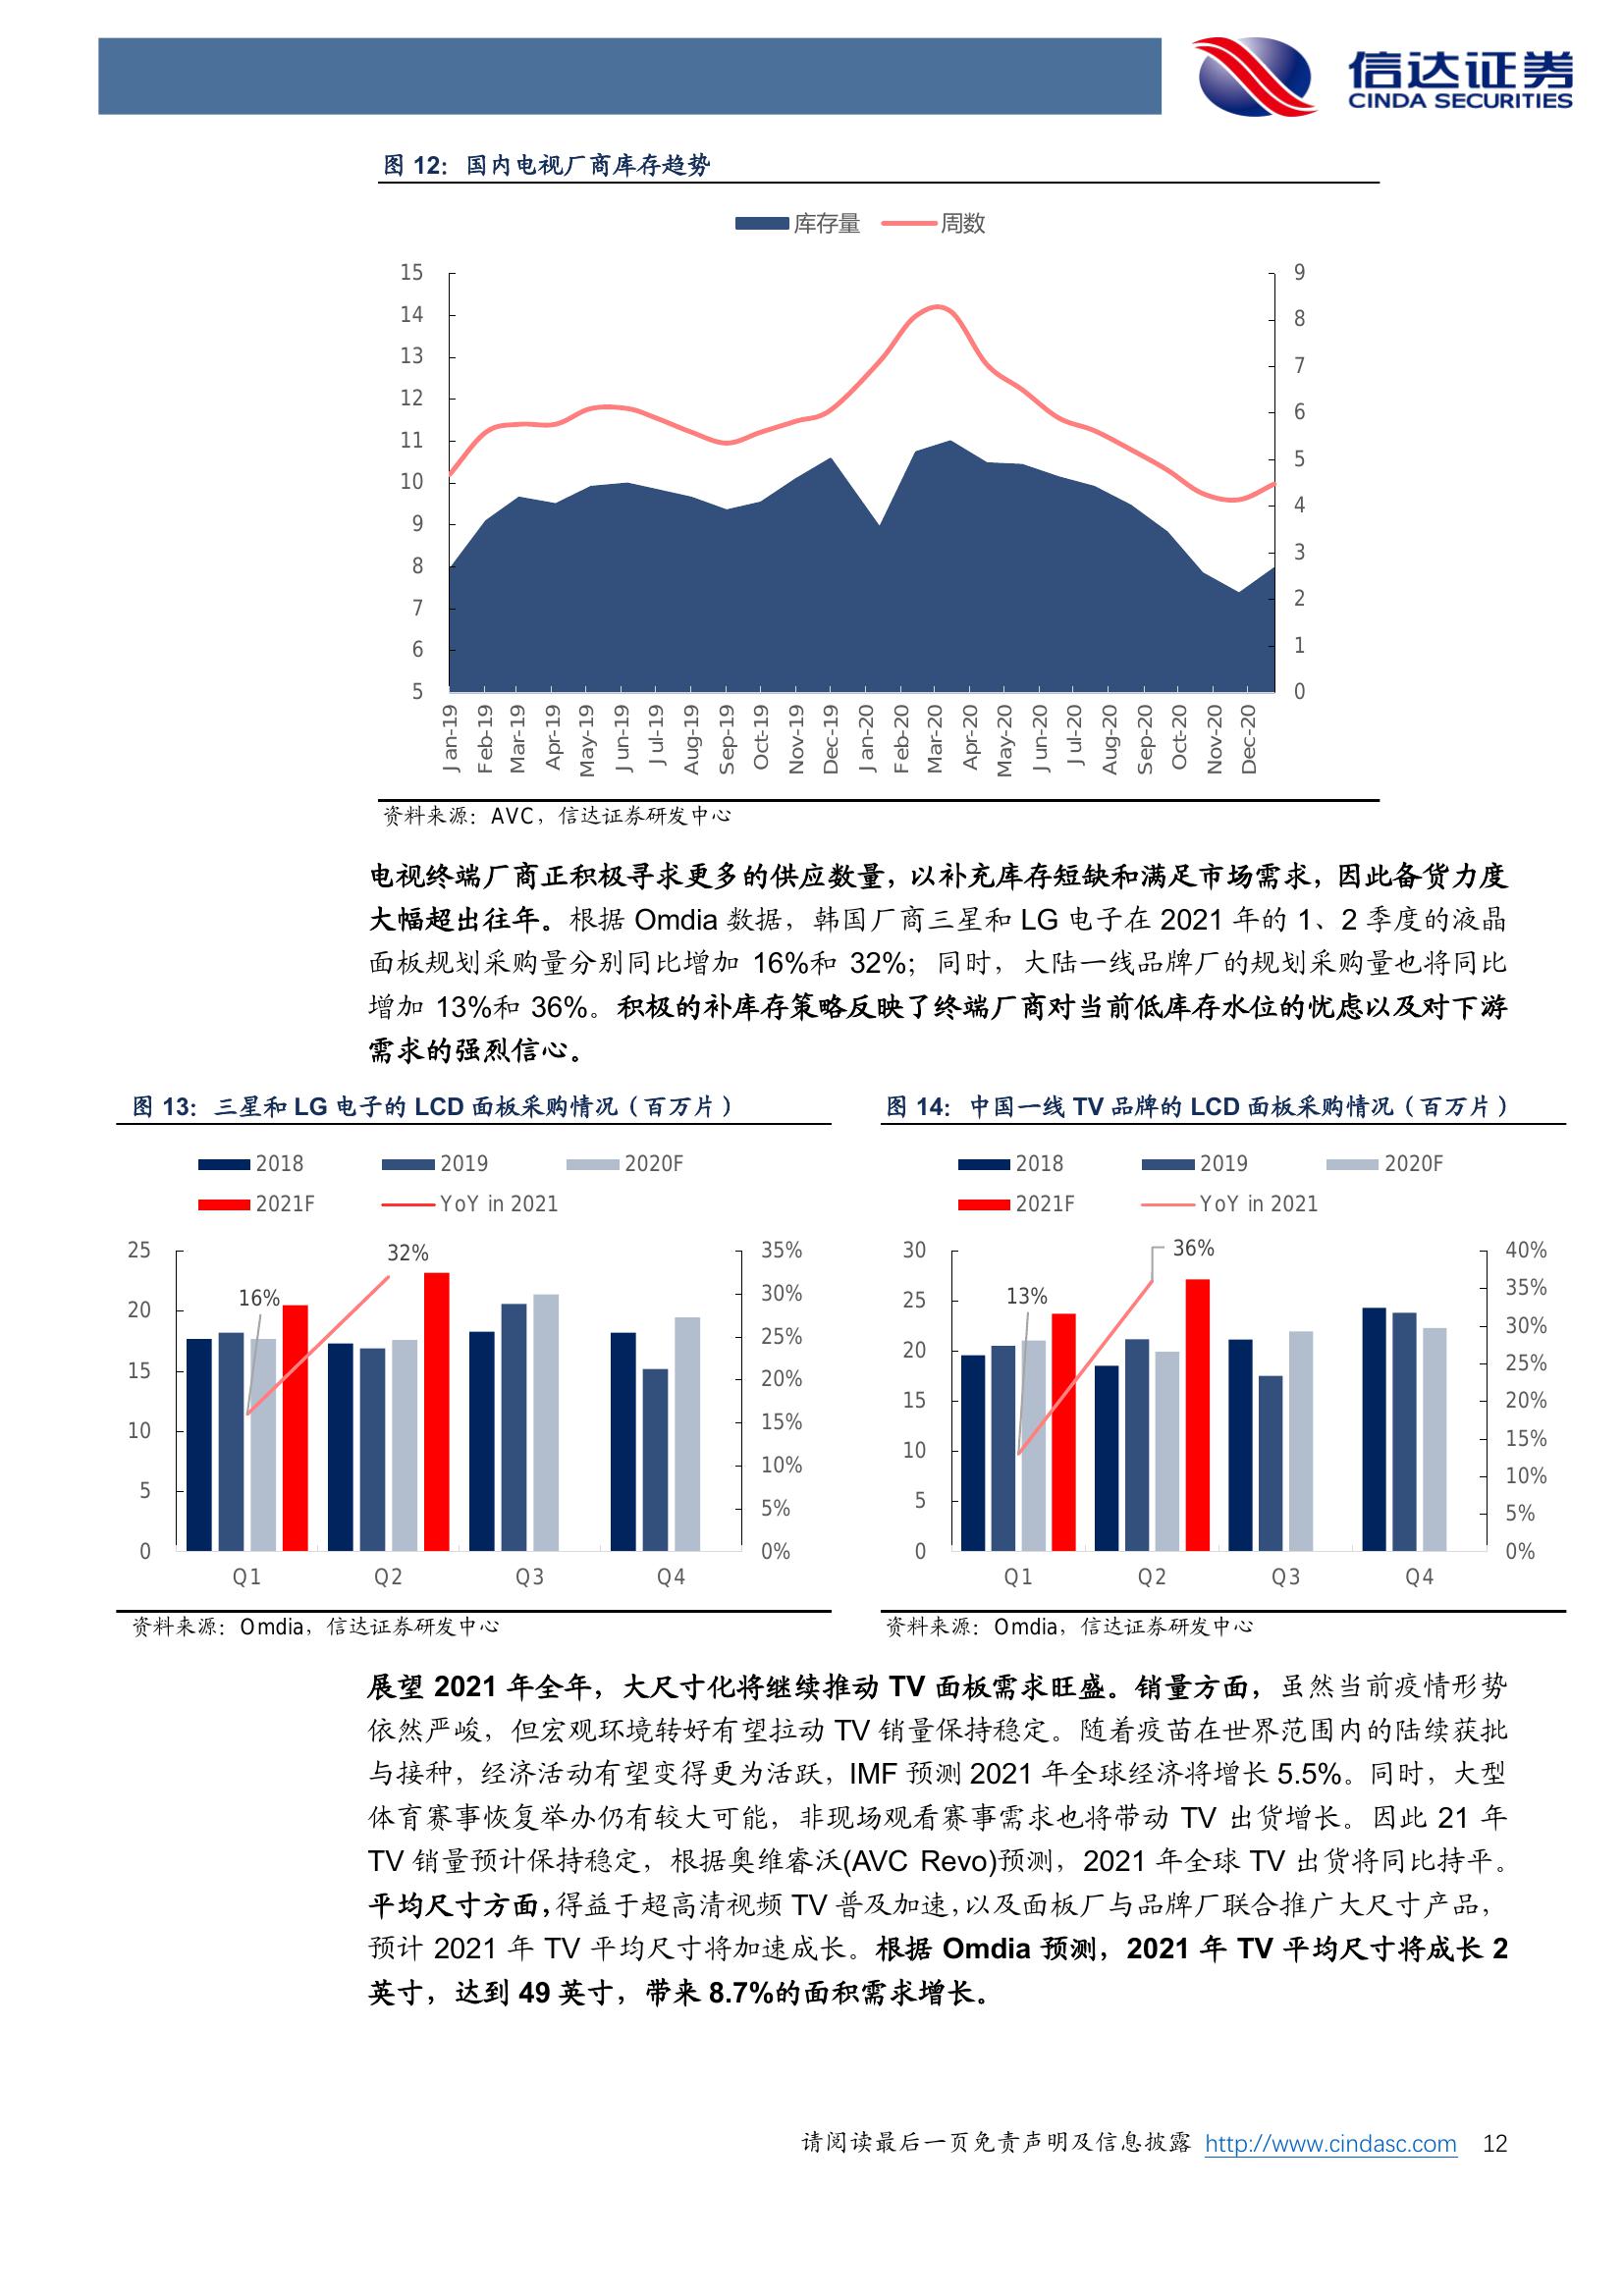 信达证券
CINDA SECURITIES
图 12：国内电视厂商库存趋势
库存量 周数
15
14
13
12
11
10
9
8
7
6
5
9
8
7
6
5
4
3
2
1
0
Jan-19 Feb-19 Mar-19 Apr-19 May-19 Jun-19 Jul-19 Aug-19 Sep-19 Oct-19 Nov-19 Dec-19 Jan-20 Feb-20 Mar-20 Apr-20 May-20 Jun-20 Jul-20 Aug-20 Sep-20 Oct-20 Nov-20 Dec-20
资料来源：AVC，信达证券研发中心
电视终端厂商正积极寻求更多的供应数量，以补充库存短缺和满足市场需求，因此备货力度
大幅超出往年。根据 Omdia 数据，韩国厂商三星和 LG 电子在 2021 年的 1、2 季度的液晶
面板规划采购量分别同比增加 16%和 32%；同时，大陆一线品牌厂的规划采购量也将同比
增加 13%和 36%。积极的补库存策略反映了终端厂商对当前低库存水位的忧虑以及对下游
需求的强烈信心。
图 13：三星和 LG 电子的 LCD 面板采购情况（百万片）
2018 2019 2020F
2021F YoY in 2021
25
20
15
10
5
0
16%
32%
35%
30%
25%
20%
15%
10%
5%
0%
Q1 Q2 Q3 Q4
资料来源：Omdia，信达证券研发中心
图 14：中国一线 TV 品牌的 LCD 面板采购情况（百万片）
2018 2019 2020F
2021F YoY in 2021
30
25
20
15
10
5
0
13%
36%
40%
35%
30%
25%
20%
15%
10%
5%
0%
Q1 Q2 Q3 Q4
资料来源：Omdia，信达证券研发中心
展望 2021 年全年，大尺寸化将继续推动 TV 面板需求旺盛。销量方面，虽然当前疫情形势
依然严峻，但宏观环境转好有望拉动 TV 销量保持稳定。随着疫苗在世界范围内的陆续获批
与接种，经济活动有望变得更为活跃，IMF 预测 2021 年全球经济将增长 5.5%。同时，大型
体育赛事恢复举办仍有较大可能，非现场观看赛事需求也将带动 TV 出货增长。因此 21 年
TV 销量预计保持稳定，根据奥维睿沃(AVC Revo)预测，2021 年全球 TV 出货将同比持平。
平均尺寸方面，得益于超高清视频 TV 普及加速，以及面板厂与品牌厂联合推广大尺寸产品，
预计 2021 年 TV 平均尺寸将加速成长。根据 Omdia 预测，2021 年 TV 平均尺寸将成长 2
英寸，达到 49 英寸，带来 8.7%的面积需求增长。
请阅读最后一页免责声明及信息披露 http://www.cindasc.com 12